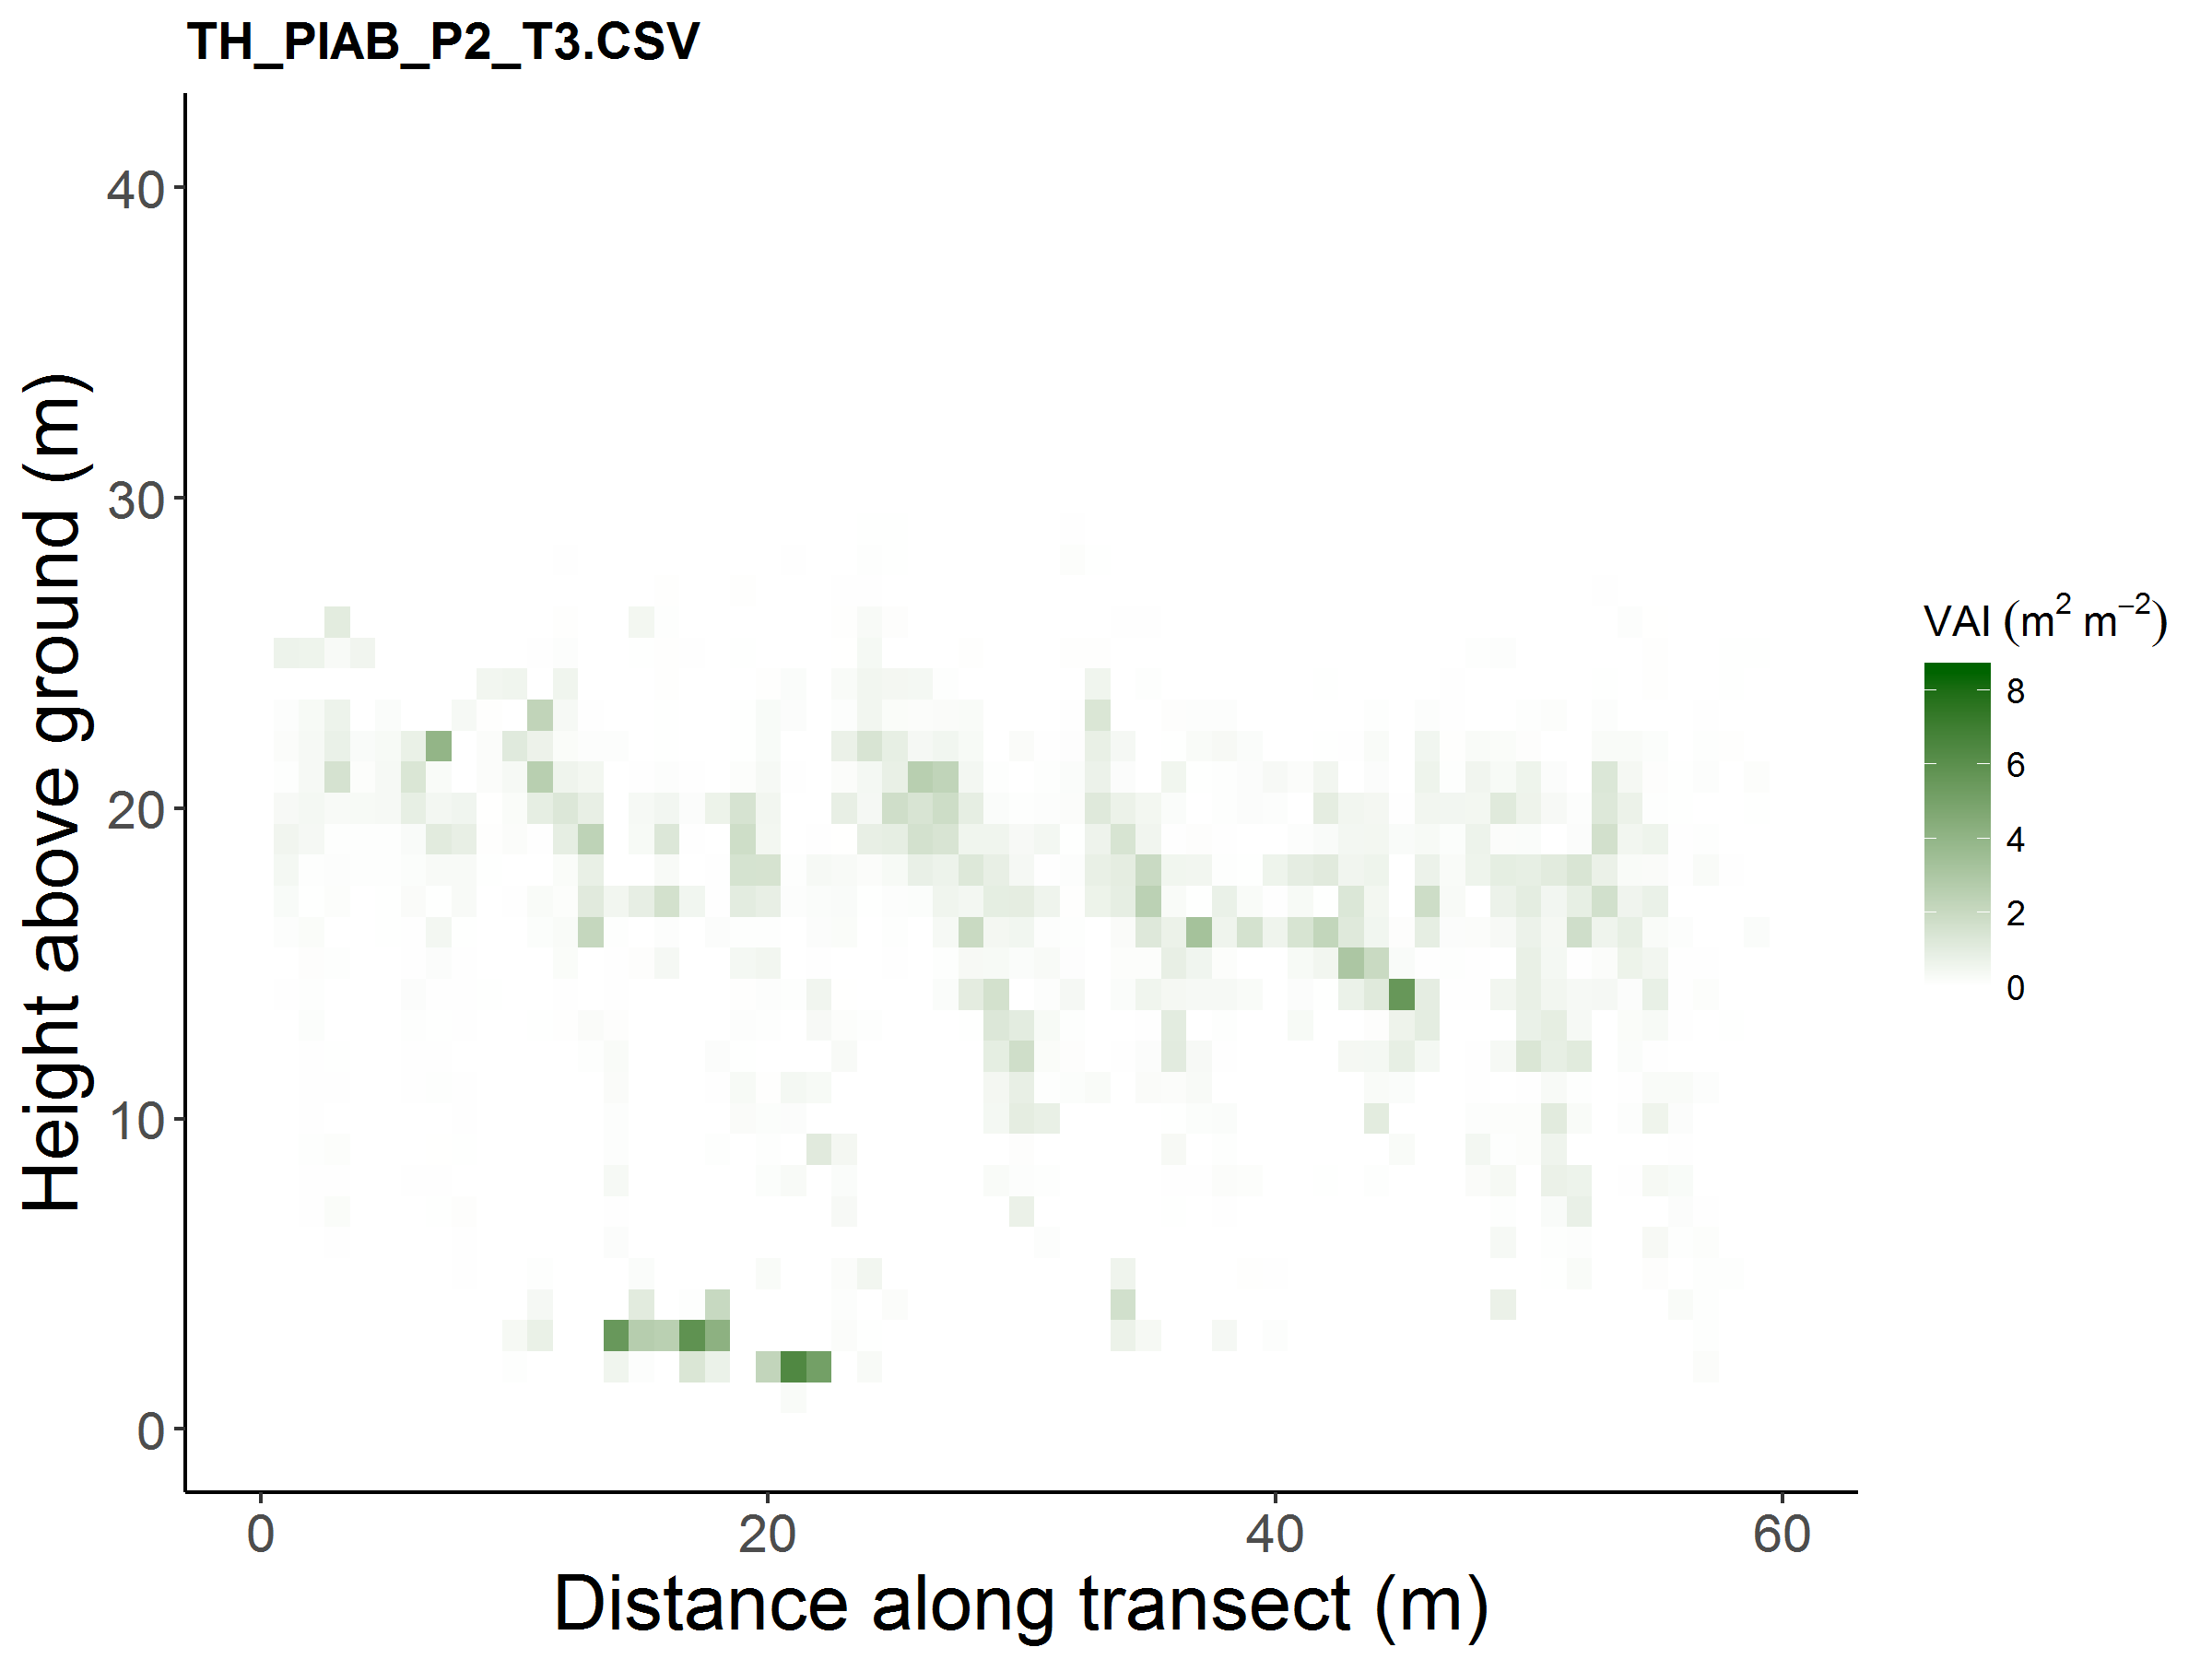 TH_PIAB_P2_T3.CSV
40
30
20
10
0
Height above ground (m)
0 20 40 60
Distance along transect (m)
VAI (m² m⁻²)
8
6
4
2
0